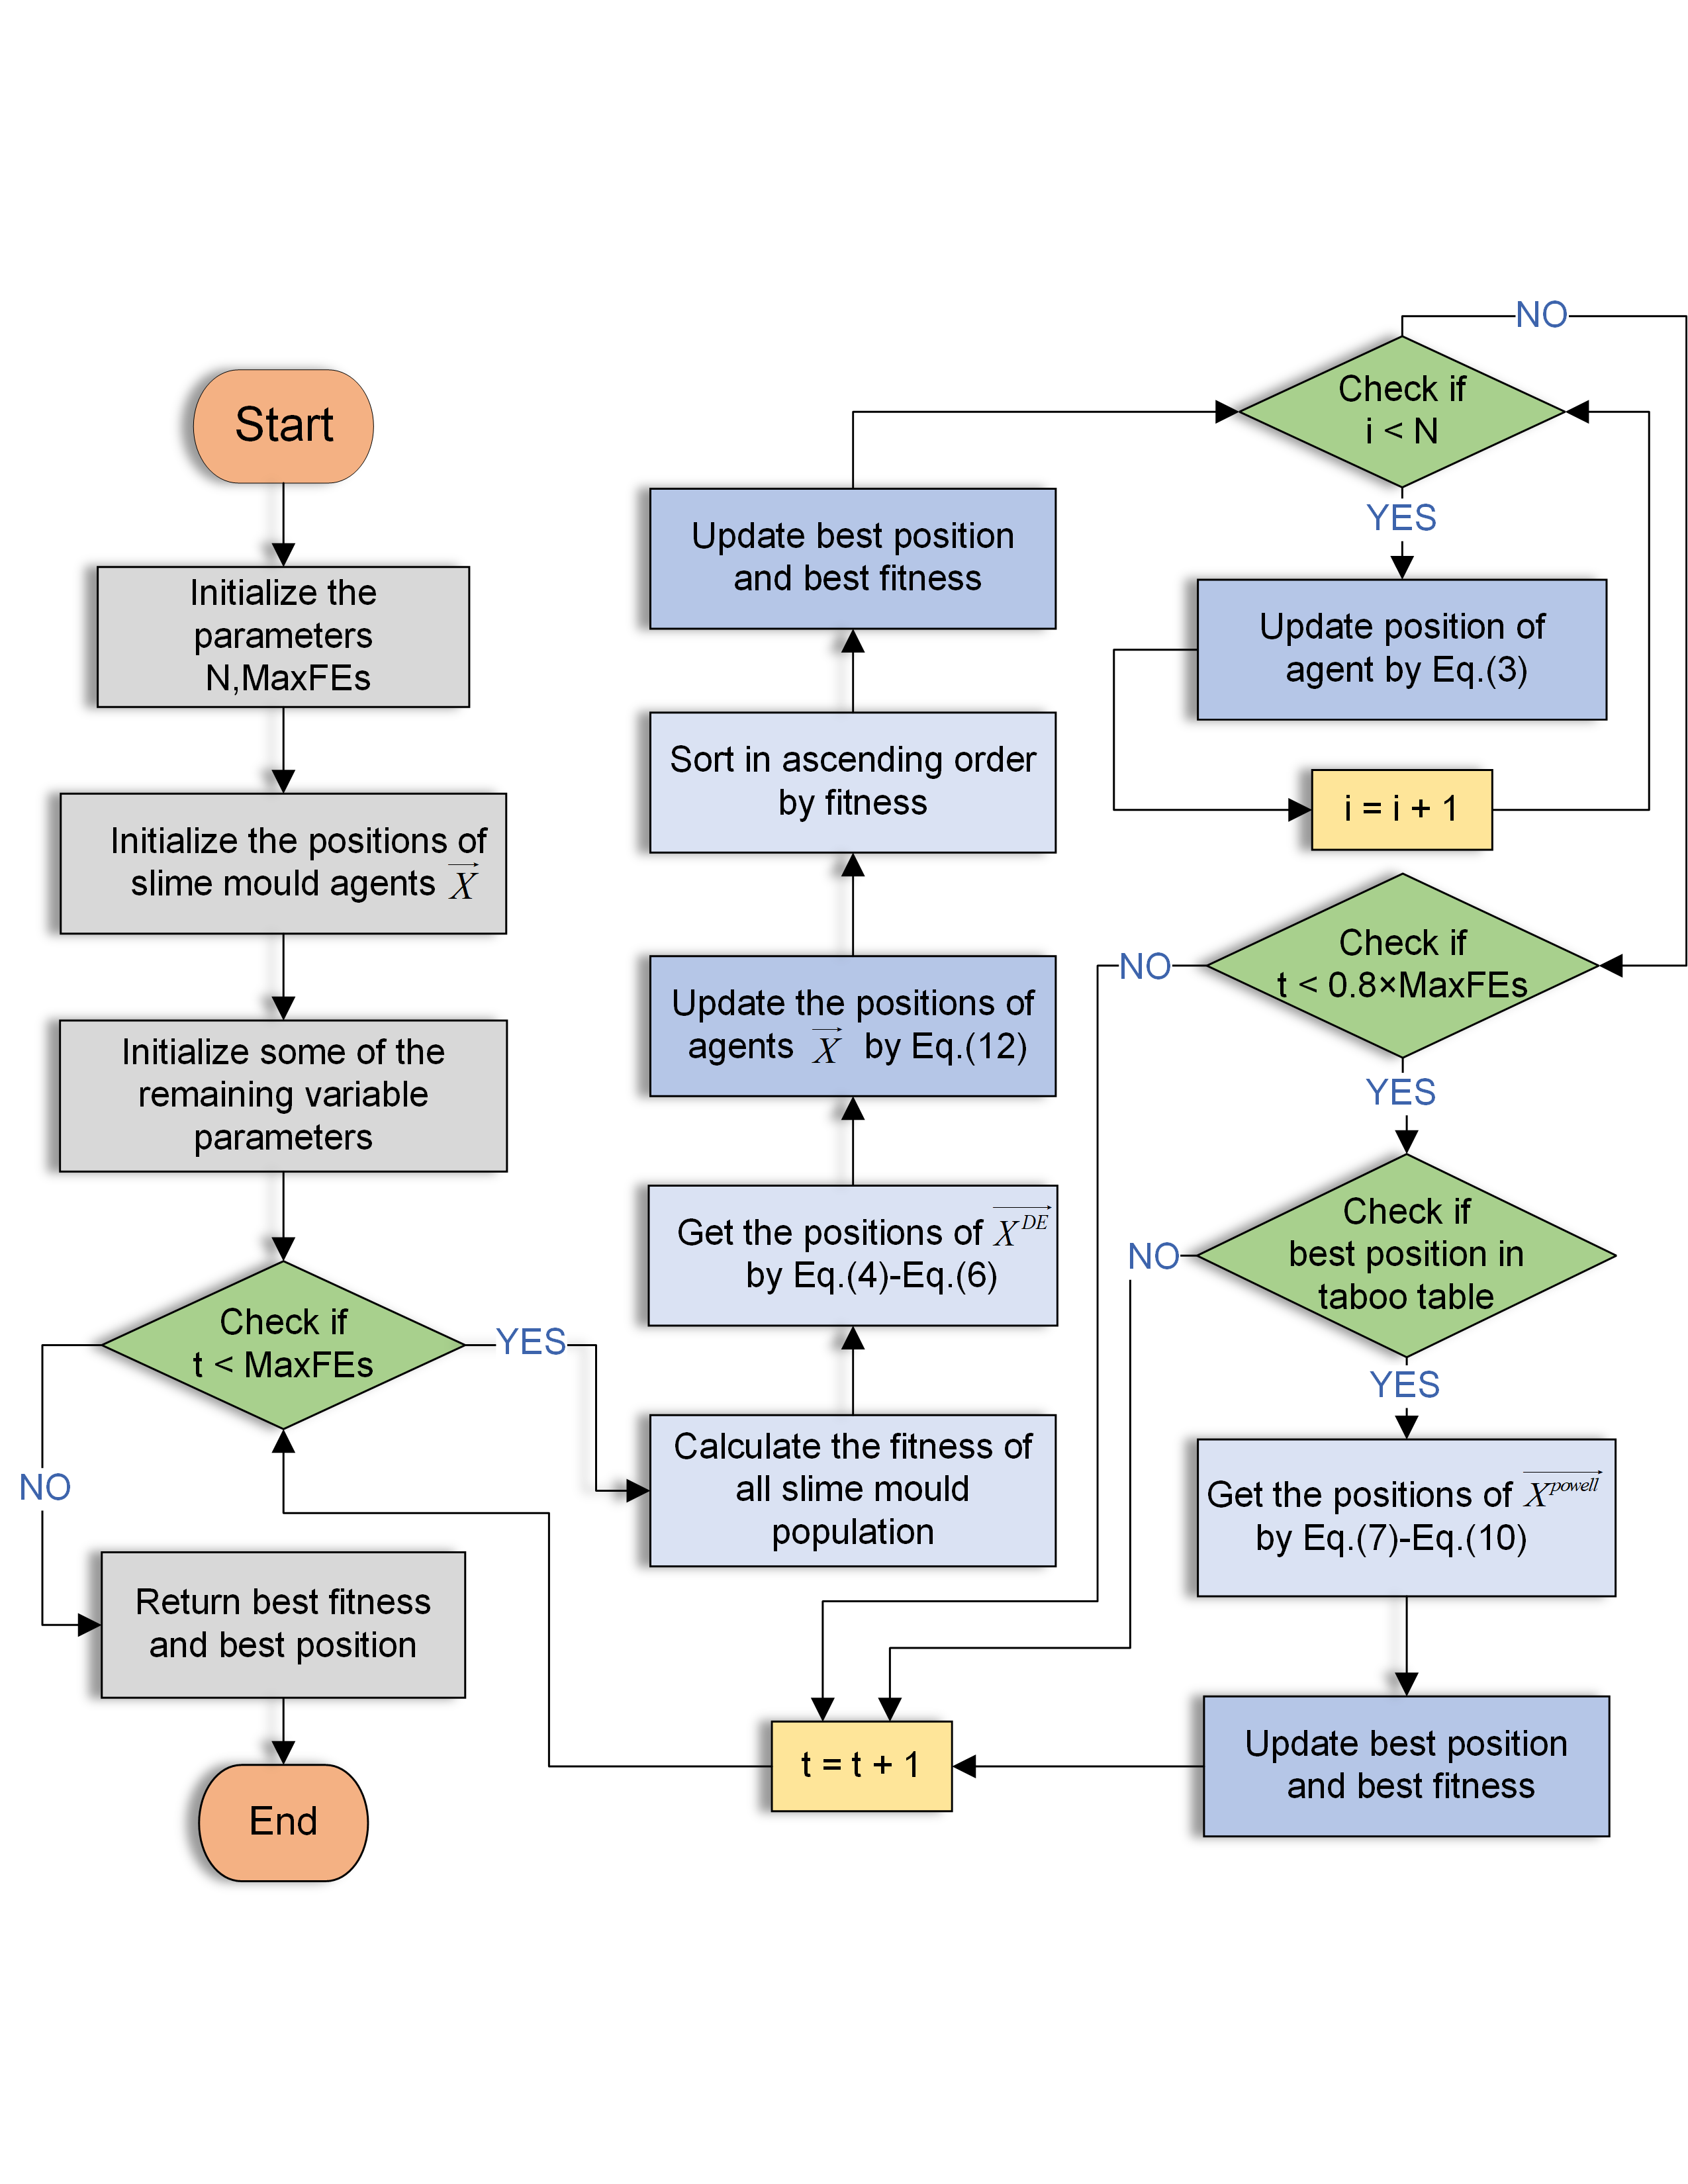 Start
Initialize the
parameters
N,MaxFEs
Initialize the positions of
slime mould agents X
Initialize some of the
remaining variable
parameters
Check if
t < MaxFEs
YES
NO
Return best fitness
and best position
End
Update best position
and best fitness
Sort in ascending order
by fitness
Update the positions of
agents X by Eq.(12)
Get the positions of X^DE
by Eq.(4)-Eq.(6)
Calculate the fitness of
all slime mould
population
NO
Check if
i < N
YES
Update position of
agent by Eq.(3)
i = i + 1
Check if
t < 0.8×MaxFEs
NO
YES
Check if
best position in
taboo table
NO
YES
Get the positions of X^powell
by Eq.(7)-Eq.(10)
Update best position
and best fitness
t = t + 1